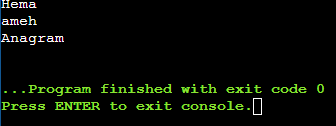 Hema
ameh
Anagram
...Program finished with exit code 0
Press ENTER to exit console.